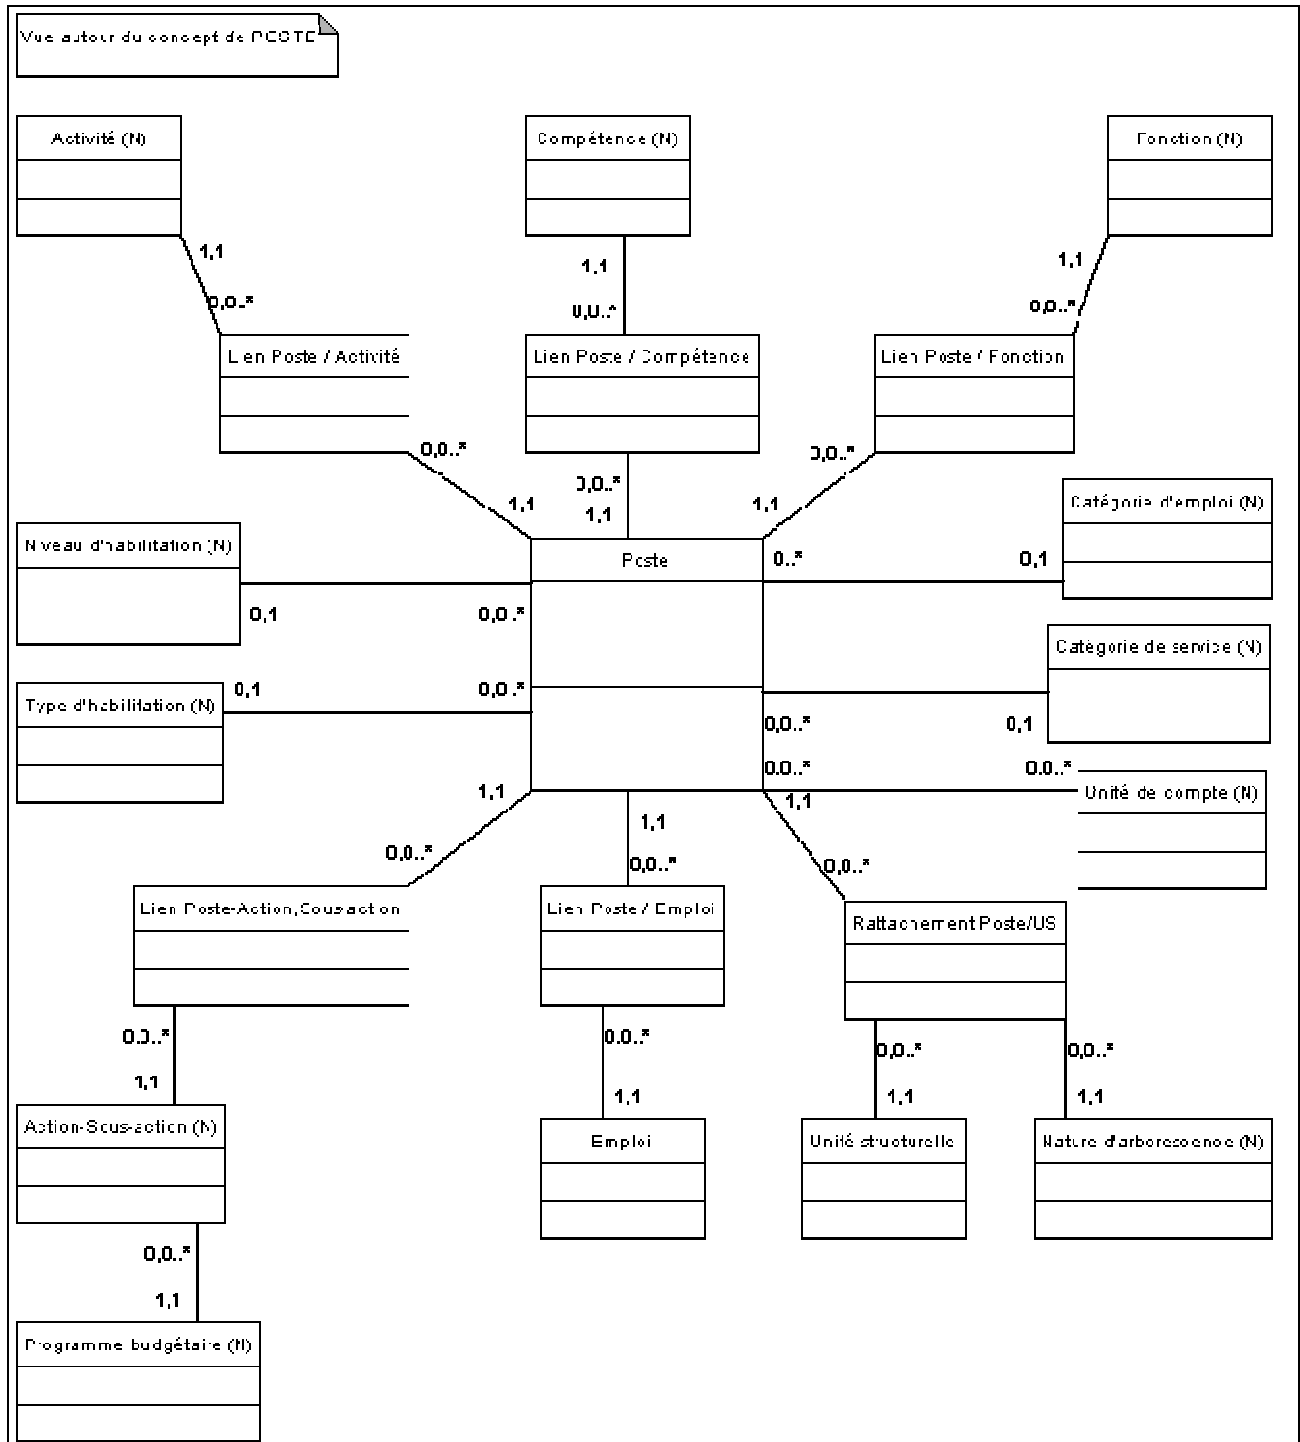 Vue autour du concept de POSTE
Activité (N)
Compétence (N)
Fonction (N)
1,1
1,1
1,1
0,0..*
0,0..*
0,0..*
Lien Poste / Activité
Lien Poste / Compétence
Lien Poste / Fonction
0,0..*
0,0..*
0,0..*
1,1
1,1
1,1
Catégorie d'emploi (N)
Niveau d'habilitation (N)
Poste
0..*
0,1
0,1
0,0..*
Catégorie de service (N)
Type d'habilitation (N)
0,1
0,0..*
0,0..*
0,1
0,0..*
0,0..*
Unité de compte (N)
1,1
1,1
1,1
0,0..*
0,0..*
0,0..*
Lien Poste-Action,Sous-action
Lien Poste / Emploi
Rattachement Poste/US
0,0..*
0,0..*
0,0..*
0,0..*
1,1
1,1
1,1
1,1
Action-Sous-action (N)
Emploi
Unité structurelle
Nature d'arborescence (N)
0,0..*
1,1
Programme budgétaire (N)